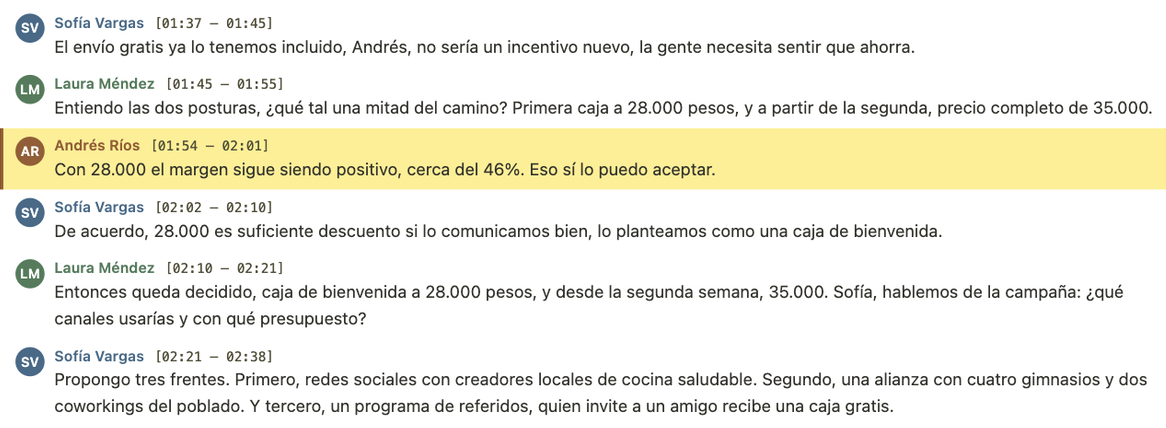 SV Sofía Vargas [01:37 – 01:45]
El envío gratis ya lo tenemos incluido, Andrés, no sería un incentivo nuevo, la gente necesita sentir que ahorra.
LM Laura Méndez [01:45 – 01:55]
Entiendo las dos posturas, ¿qué tal una mitad del camino? Primera caja a 28.000 pesos, y a partir de la segunda, precio completo de 35.000.
AR Andrés Ríos [01:54 – 02:01]
Con 28.000 el margen sigue siendo positivo, cerca del 46%. Eso sí lo puedo aceptar.
SV Sofía Vargas [02:02 – 02:10]
De acuerdo, 28.000 es suficiente descuento si lo comunicamos bien, lo planteamos como una caja de bienvenida.
LM Laura Méndez [02:10 – 02:21]
Entonces queda decidido, caja de bienvenida a 28.000 pesos, y desde la segunda semana, 35.000. Sofía, hablemos de la campaña: ¿qué
canales usarías y con qué presupuesto?
SV Sofía Vargas [02:21 – 02:38]
Propongo tres frentes. Primero, redes sociales con creadores locales de cocina saludable. Segundo, una alianza con cuatro gimnasios y dos
coworkings del poblado. Y tercero, un programa de referidos, quien invite a un amigo recibe una caja gratis.